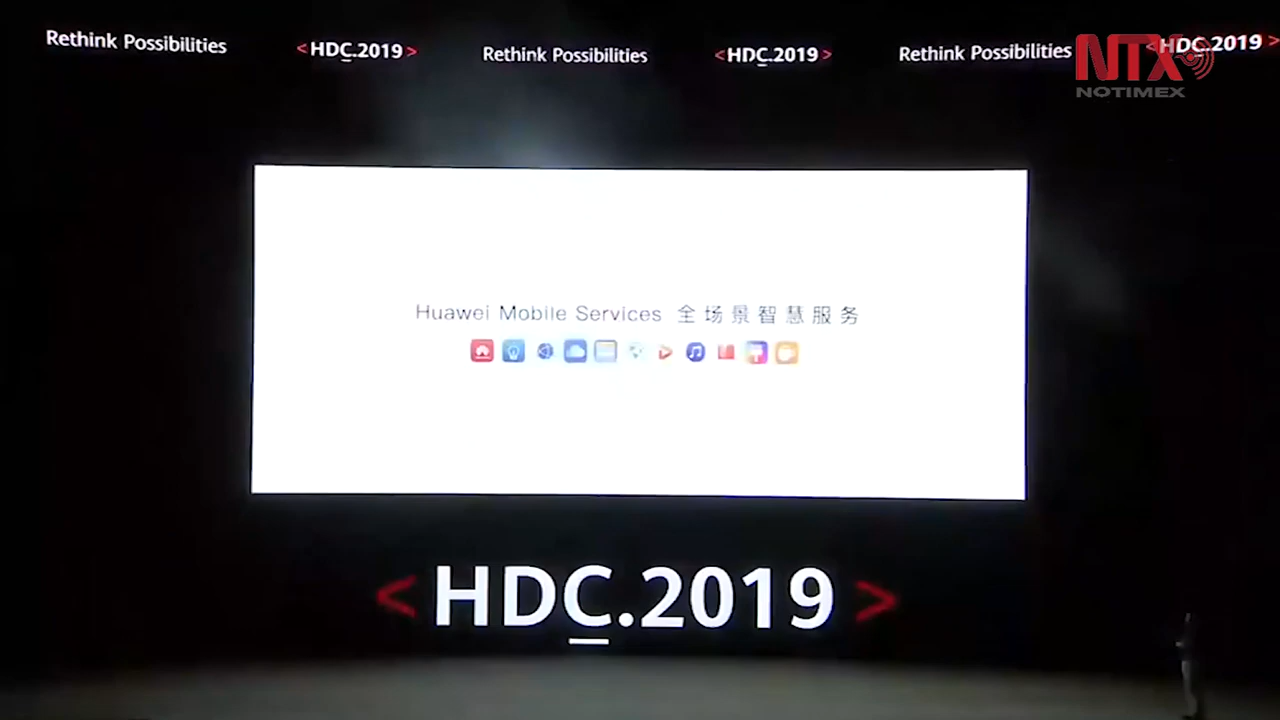 Rethink Possibilities <HDC.2019> Rethink Possibilities <HDC.2019> Rethink Possibilities <HDC.2019>
NTX
NOTIMEX
Huawei Mobile Services 全场景智慧服务
<HDC.2019>